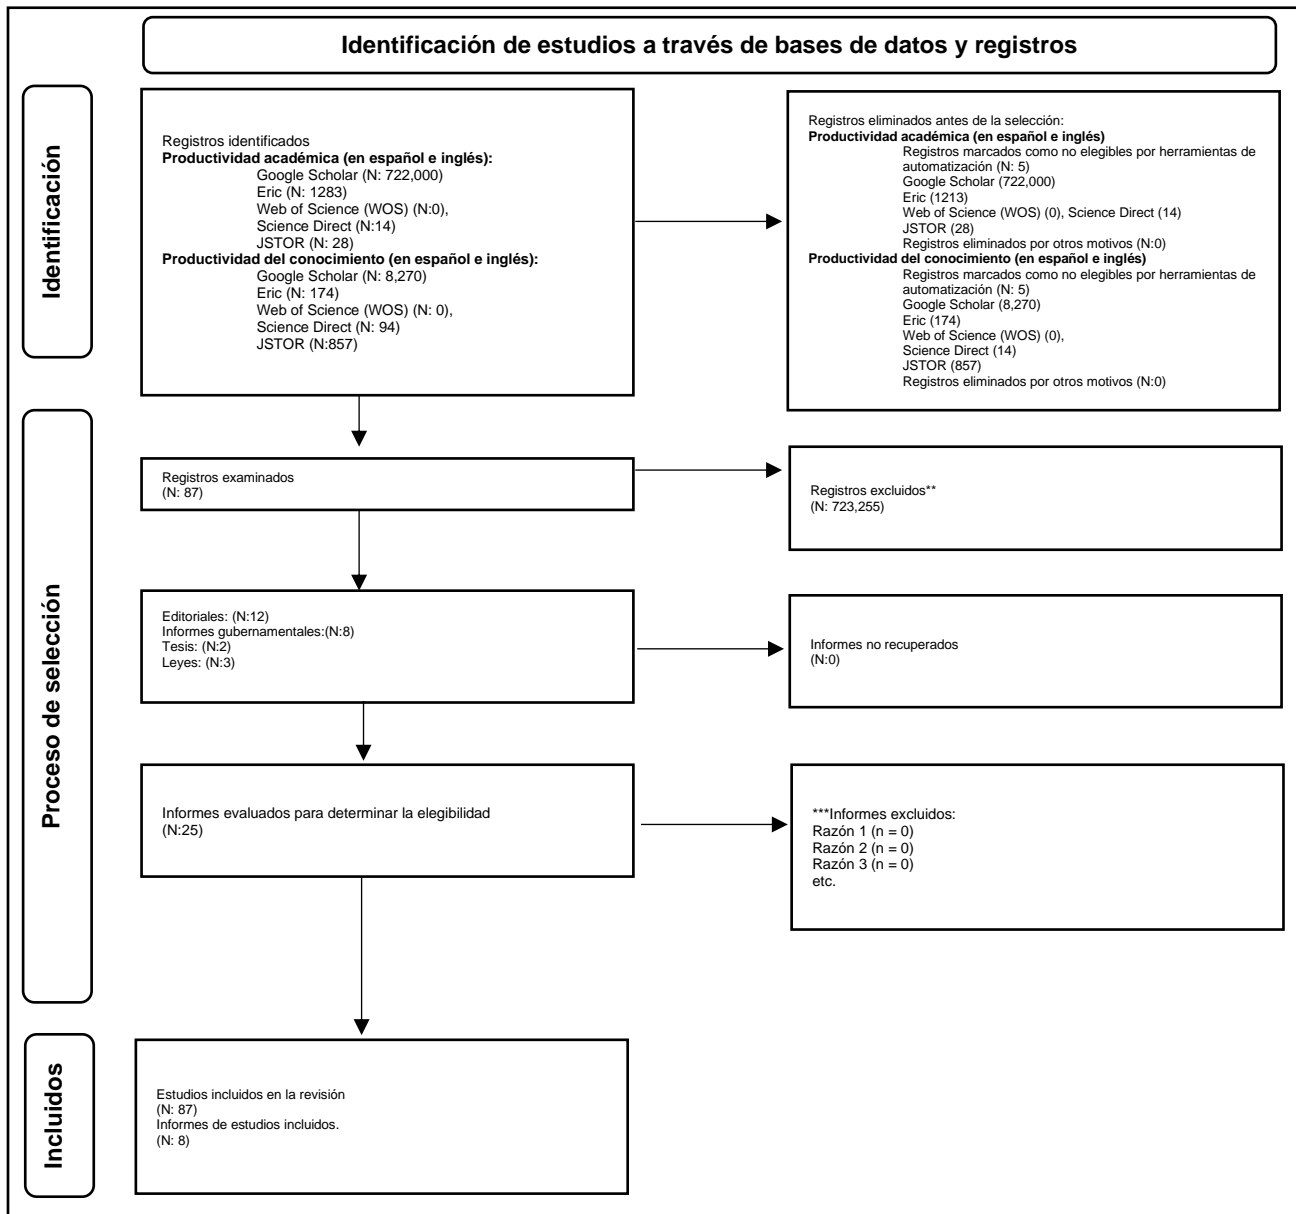 Identificación de estudios a través de bases de datos y registros
Identificación
Registros identificados
Productividad académica (en español e inglés):
Google Scholar (N: 722,000)
Eric (N: 1283)
Web of Science (WOS) (N:0),
Science Direct (N:14)
JSTOR (N: 28)
Productividad del conocimiento (en español e inglés):
Google Scholar (N: 8,270)
Eric (N: 174)
Web of Science (WOS) (N: 0),
Science Direct (N: 94)
JSTOR (N:857)
Registros eliminados antes de la selección:
Productividad académica (en español e inglés)
Registros marcados como no elegibles por herramientas de
automatización (N: 5)
Google Scholar (722,000)
Eric (1213)
Web of Science (WOS) (0), Science Direct (14)
JSTOR (28)
Registros eliminados por otros motivos (N:0)
Productividad del conocimiento (en español e inglés)
Registros marcados como no elegibles por herramientas de
automatización (N: 5)
Google Scholar (8,270)
Eric (174)
Web of Science (WOS) (0),
Science Direct (14)
JSTOR (857)
Registros eliminados por otros motivos (N:0)
Proceso de selección
Registros examinados
(N: 87)
Registros excluidos**
(N: 723,255)
Editoriales: (N:12)
Informes gubernamentales:(N:8)
Tesis: (N:2)
Leyes: (N:3)
Informes no recuperados
(N:0)
Informes evaluados para determinar la elegibilidad
(N:25)
***Informes excluidos:
Razón 1 (n = 0)
Razón 2 (n = 0)
Razón 3 (n = 0)
etc.
Incluidos
Estudios incluidos en la revisión
(N: 87)
Informes de estudios incluidos.
(N: 8)